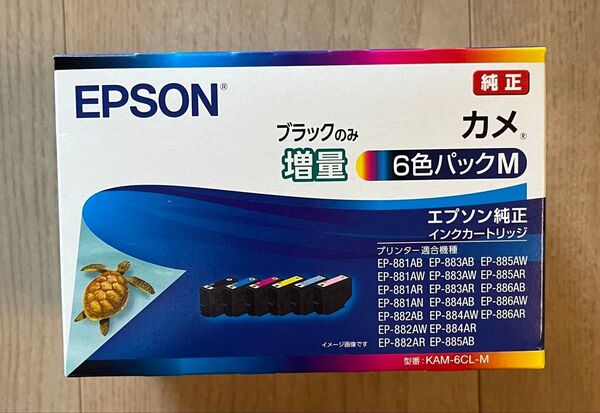 純正
EPSON®
カメ®
ブラックのみ
増量
6色パックM
エプソン純正
インクカートリッジ
プリンター適合機種
EP-881AB EP-883AB EP-885AW
EP-881AW EP-883AW EP-885AR
EP-881AR EP-883AR EP-886AB
EP-881AN EP-884AB EP-886AW
EP-882AB EP-884AW EP-886AR
EP-882AW EP-884AR
EP-882AR EP-885AB
イメージ画像です
型番:KAM-6CL-M